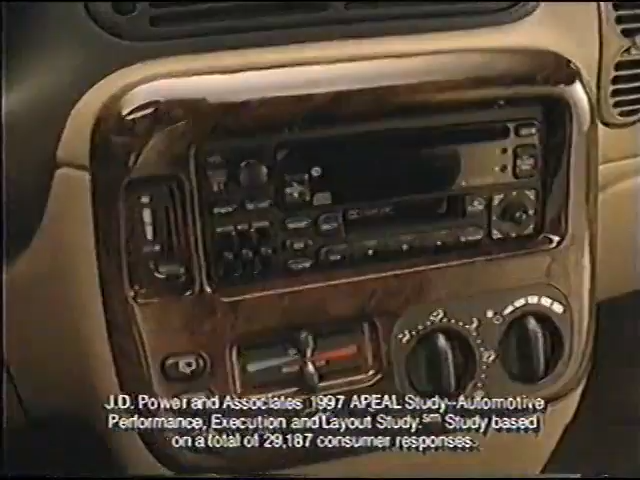 J.D. Power and Associates 1997 APEAL Study-Automotive
Performance, Execution and Layout Study.℠ Study based
on a total of 29,187 consumer responses.